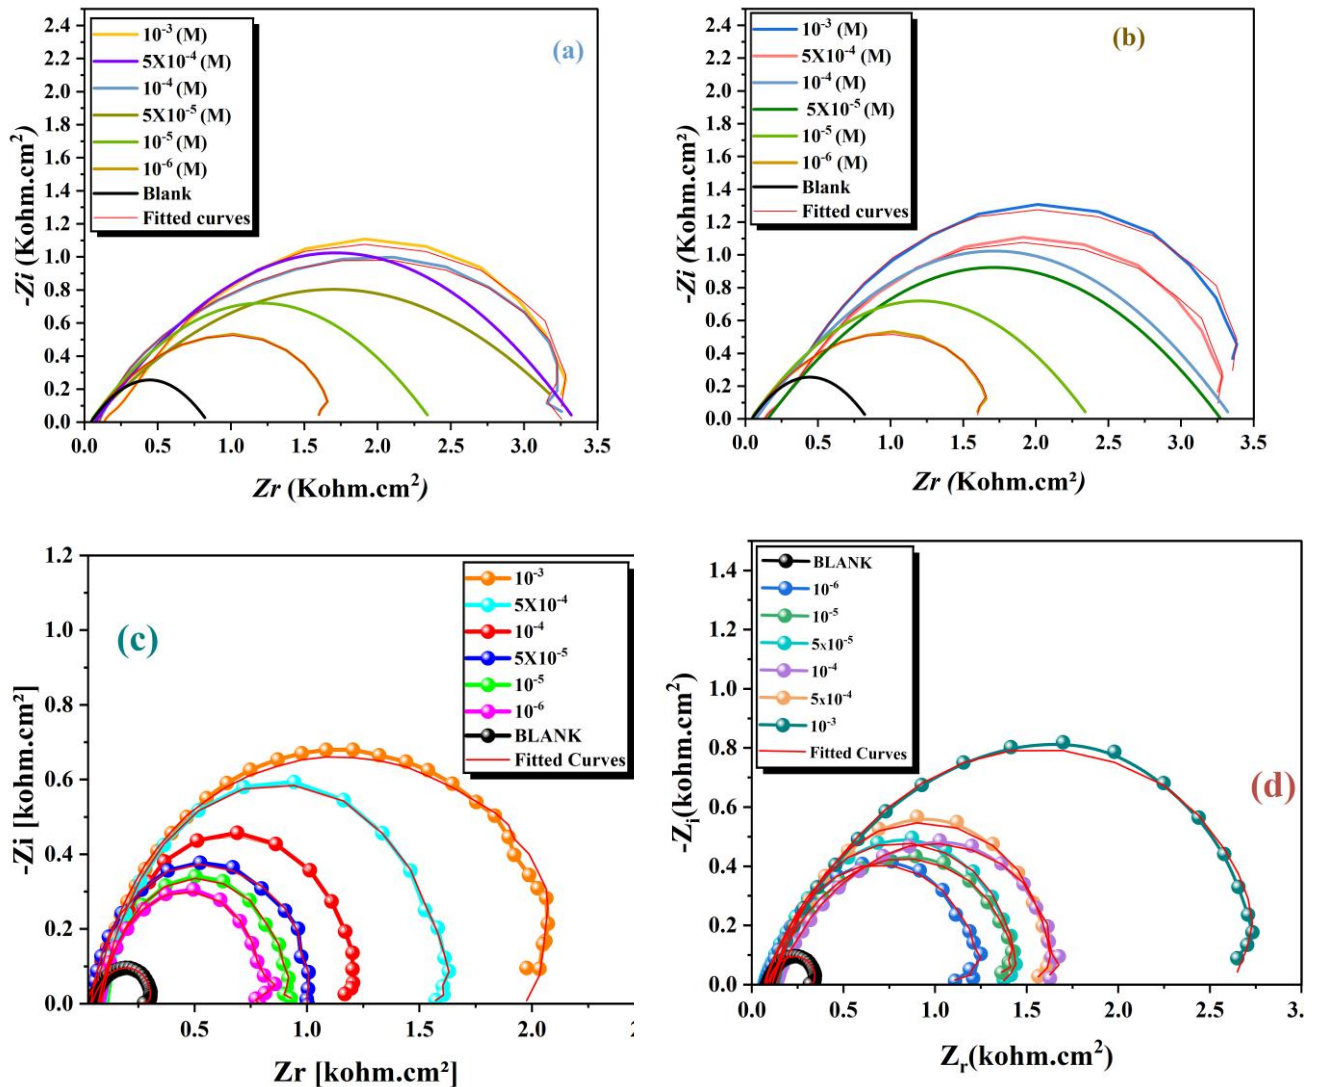 10⁻³ (M)
5X10⁻⁴ (M)
10⁻⁴ (M)
5X10⁻⁵ (M)
10⁻⁵ (M)
10⁻⁶ (M)
Blank
Fitted curves
(a)
2.4
2.2
2.0
1.8
1.6
1.4
1.2
1.0
0.8
0.6
0.4
0.2
0.0
-Zi (Kohm.cm²)
0.0 0.5 1.0 1.5 2.0 2.5 3.0 3.5
Zr (Kohm.cm²)
10⁻³ (M)
5X10⁻⁴ (M)
10⁻⁴ (M)
5X10⁻⁵ (M)
10⁻⁵ (M)
10⁻⁶ (M)
Blank
Fitted curves
(b)
2.4
2.2
2.0
1.8
1.6
1.4
1.2
1.0
0.8
0.6
0.4
0.2
0.0
-Zi (Kohm.cm²)
0.0 0.5 1.0 1.5 2.0 2.5 3.0 3.5
Zr (Kohm.cm²)
10⁻³
5X10⁻⁴
10⁻⁴
5X10⁻⁵
10⁻⁵
10⁻⁶
BLANK
Fitted Curves
(c)
1.2
1.0
0.8
0.6
0.4
0.2
0.0
-Zi [kohm.cm²]
0.5 1.0 1.5 2.0
Zr [kohm.cm²]
BLANK
10⁻⁶
10⁻⁵
5x10⁻⁵
10⁻⁴
5x10⁻⁴
10⁻³
Fitted Curves
(d)
1.4
1.2
1.0
0.8
0.6
0.4
0.2
0.0
-Zᵢ(kohm.cm²)
0.0 0.5 1.0 1.5 2.0 2.5 3.
Zᵣ(kohm.cm²)